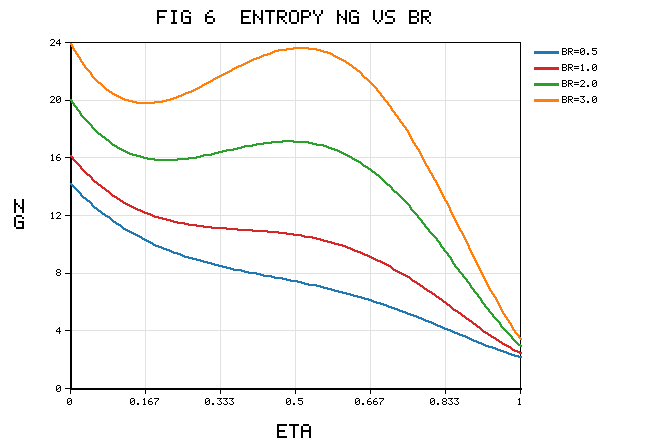 FIG 6 ENTROPY NG VS BR
24
20
16
12
8
4
0
NG
0 0.167 0.333 0.5 0.667 0.833 1
ETA
BR=0.5
BR=1.0
BR=2.0
BR=3.0